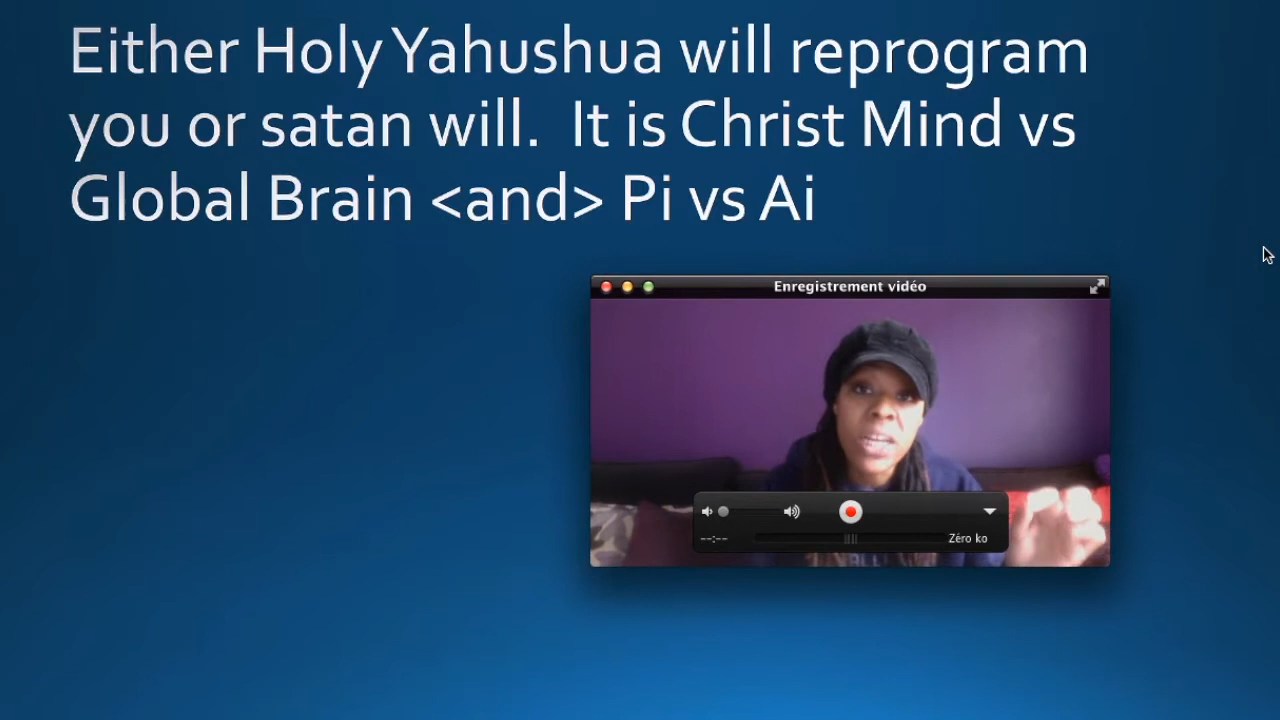 Either Holy Yahushua will reprogram
you or satan will.  It is Christ Mind vs
Global Brain <and> Pi vs Ai
Enregistrement vidéo
--:--
Zéro ko